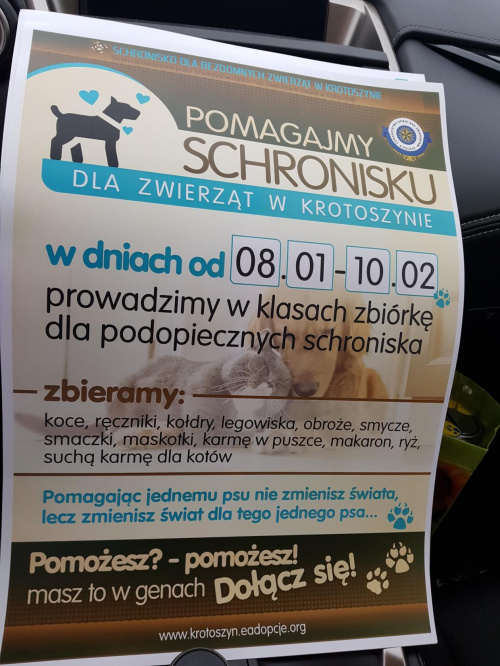 SCHRONISKO DLA BEZDOMNYCH ZWIERZĄT W KROTOSZYNIE
POMAGAJMY
SCHRONISKU
DLA ZWIERZĄT W KROTOSZYNIE
w dniach od 08.01-10.02
prowadzimy w klasach zbiórkę
dla podopiecznych schroniska
zbieramy:
koce, ręczniki, kołdry, legowiska, obroże, smycze,
smaczki, maskotki, karmę w puszce, makaron, ryż,
suchą karmę dla kotów
Pomagając jednemu psu nie zmienisz świata,
lecz zmienisz świat dla tego jednego psa...
Pomożesz? - pomożesz!
masz to w genach Dołącz się!
www.krotoszyn.eadopcje.org